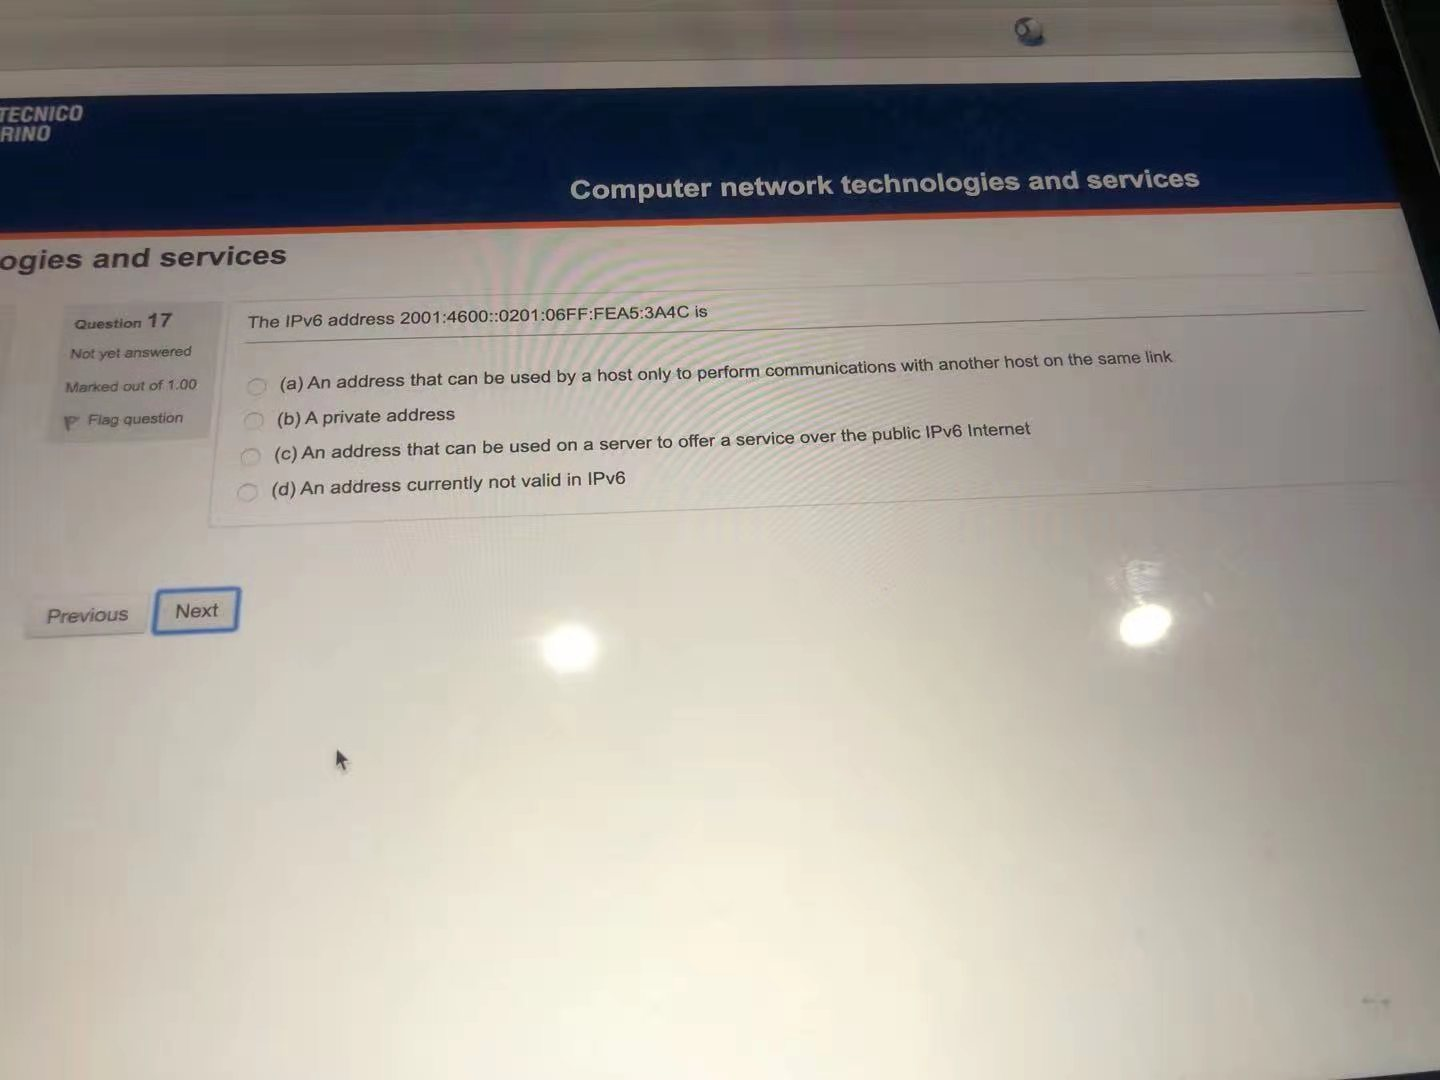 TECNICO
RINO
Computer network technologies and services
ogies and services
Question 17
Not yet answered
Marked out of 1.00
Flag question
The IPv6 address 2001:4600::0201:06FF:FEA5:3A4C is
(a) An address that can be used by a host only to perform communications with another host on the same link
(b) A private address
(c) An address that can be used on a server to offer a service over the public IPv6 Internet
(d) An address currently not valid in IPv6
Previous
Next